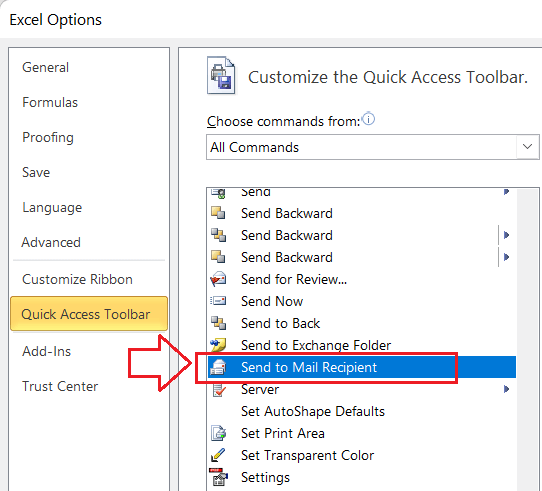 Excel Options
General
Formulas
Proofing
Save
Language
Advanced
Customize Ribbon
Quick Access Toolbar
Add-Ins
Trust Center
Customize the Quick Access Toolbar.
Choose commands from:
All Commands
Send
Send Backward
Send Backward
Send Backward
Send for Review...
Send Now
Send to Back
Send to Exchange Folder
Send to Mail Recipient
Server
Set AutoShape Defaults
Set Print Area
Set Transparent Color
Settings